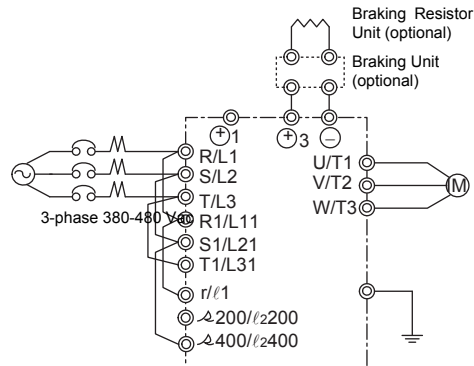 Braking Resistor
Unit (optional)
Braking Unit
(optional)
+1
+3
−
R/L1
S/L2
T/L3
3-phase 380-480 Vac
R1/L11
S1/L21
T1/L31
r/ℓ1
200/ℓ2200
400/ℓ2400
U/T1
V/T2
W/T3
M